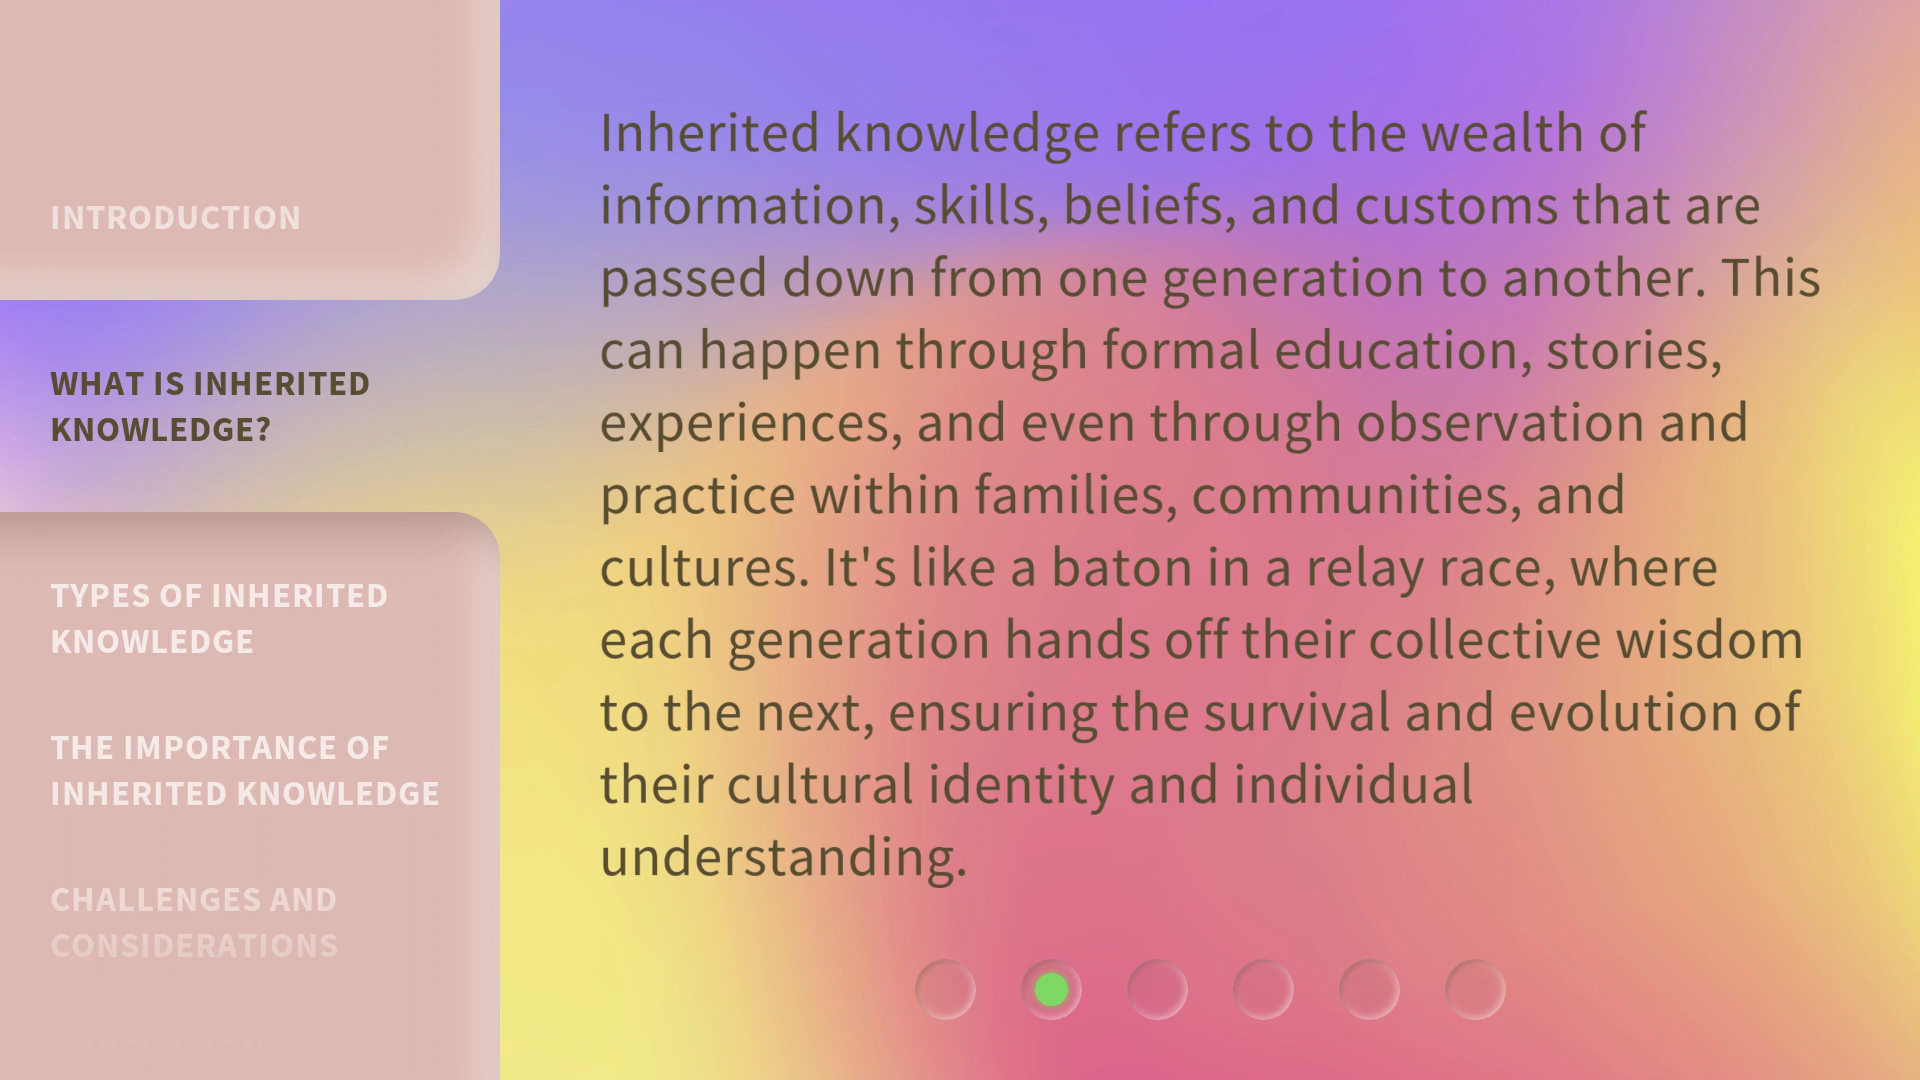 INTRODUCTION
WHAT IS INHERITED
KNOWLEDGE?
TYPES OF INHERITED
KNOWLEDGE
THE IMPORTANCE OF
INHERITED KNOWLEDGE
CHALLENGES AND
CONSIDERATIONS
CONCLUSION
Inherited knowledge refers to the wealth of
information, skills, beliefs, and customs that are
passed down from one generation to another. This
can happen through formal education, stories,
experiences, and even through observation and
practice within families, communities, and
cultures. It's like a baton in a relay race, where
each generation hands off their collective wisdom
to the next, ensuring the survival and evolution of
their cultural identity and individual
understanding.